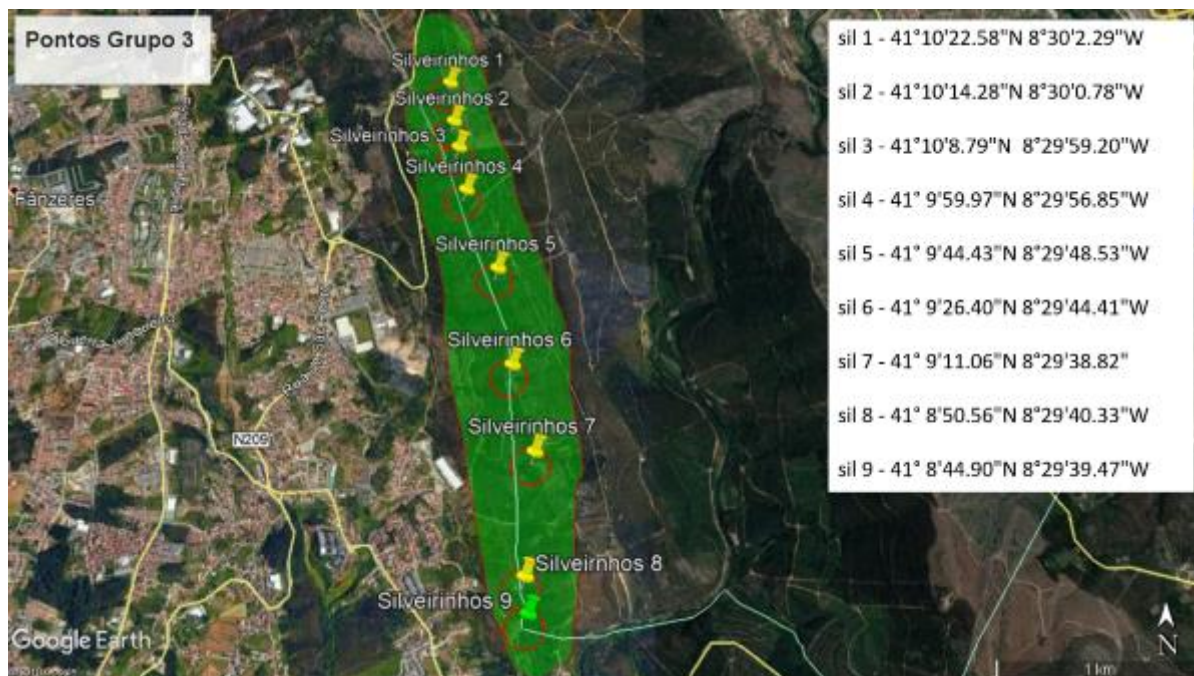 Pontos Grupo 3
Silveirinhos 1
Silveirinhos 2
Silveirinhos 3
Silveirinhos 4
Fânzeres
Silveirinhos 5
Silveirinhos 6
Silveirinhos 7
N209
Silveirnhos 8
Silveirinhos 9
Google Earth
N
1 km
sil 1 - 41°10'22.58"N 8°30'2.29"W
sil 2 - 41°10'14.28"N 8°30'0.78"W
sil 3 - 41°10'8.79"N 8°29'59.20"W
sil 4 - 41° 9'59.97"N 8°29'56.85"W
sil 5 - 41° 9'44.43"N 8°29'48.53"W
sil 6 - 41° 9'26.40"N 8°29'44.41"W
sil 7 - 41° 9'11.06"N 8°29'38.82"
sil 8 - 41° 8'50.56"N 8°29'40.33"W
sil 9 - 41° 8'44.90"N 8°29'39.47"W